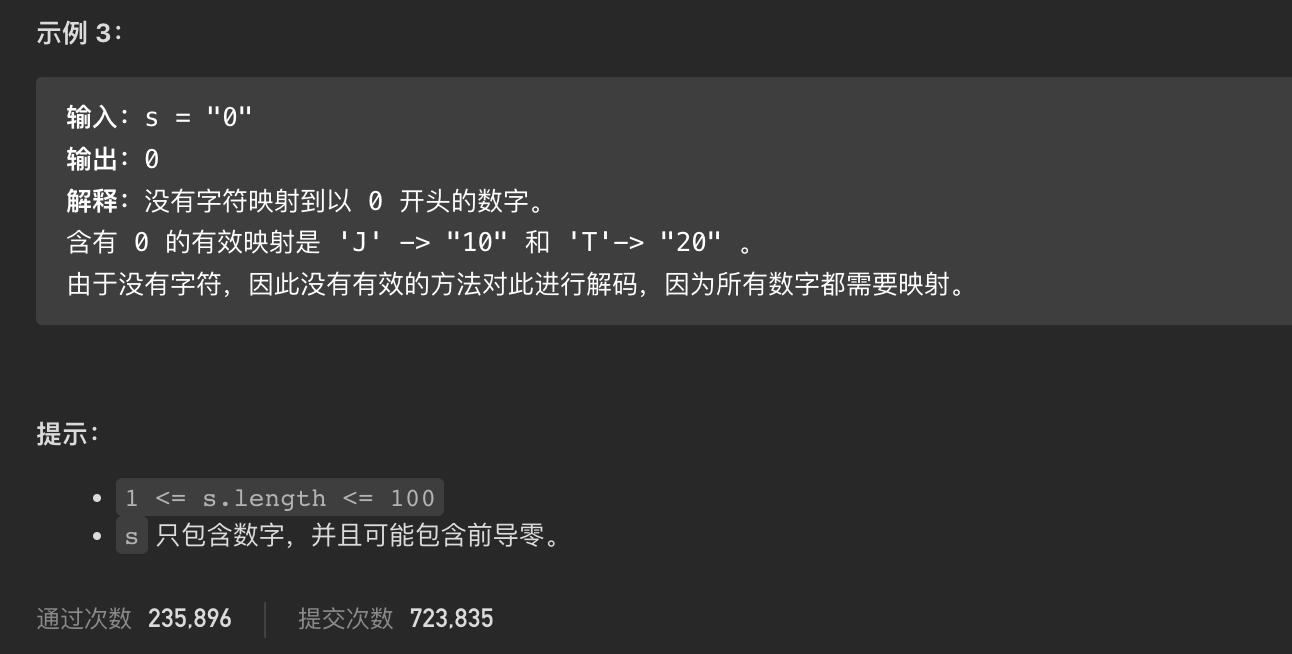 示例 3：
输入：s = "0"
输出：0
解释：没有字符映射到以 0 开头的数字。
含有 0 的有效映射是 'J' -> "10" 和 'T'-> "20" 。
由于没有字符，因此没有有效的方法对此进行解码，因为所有数字都需要映射。
提示：
• 1 <= s.length <= 100
• s 只包含数字，并且可能包含前导零。
通过次数 235,896 提交次数 723,835